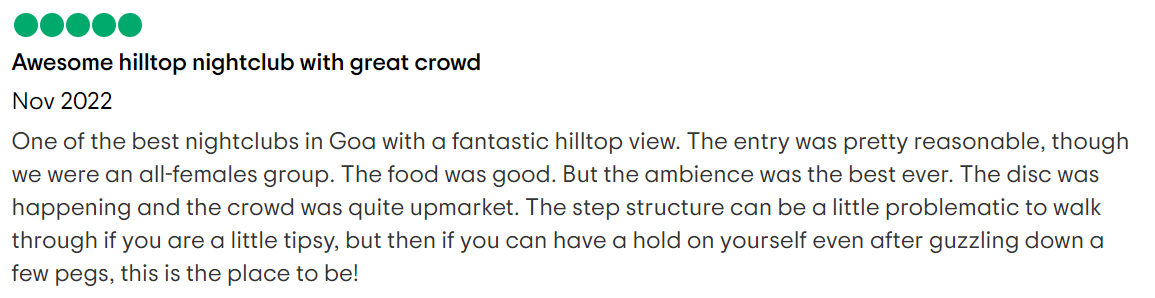 Awesome hilltop nightclub with great crowd
Nov 2022
One of the best nightclubs in Goa with a fantastic hilltop view. The entry was pretty reasonable, though
we were an all-females group. The food was good. But the ambience was the best ever. The disc was
happening and the crowd was quite upmarket. The step structure can be a little problematic to walk
through if you are a little tipsy, but then if you can have a hold on yourself even after guzzling down a
few pegs, this is the place to be!